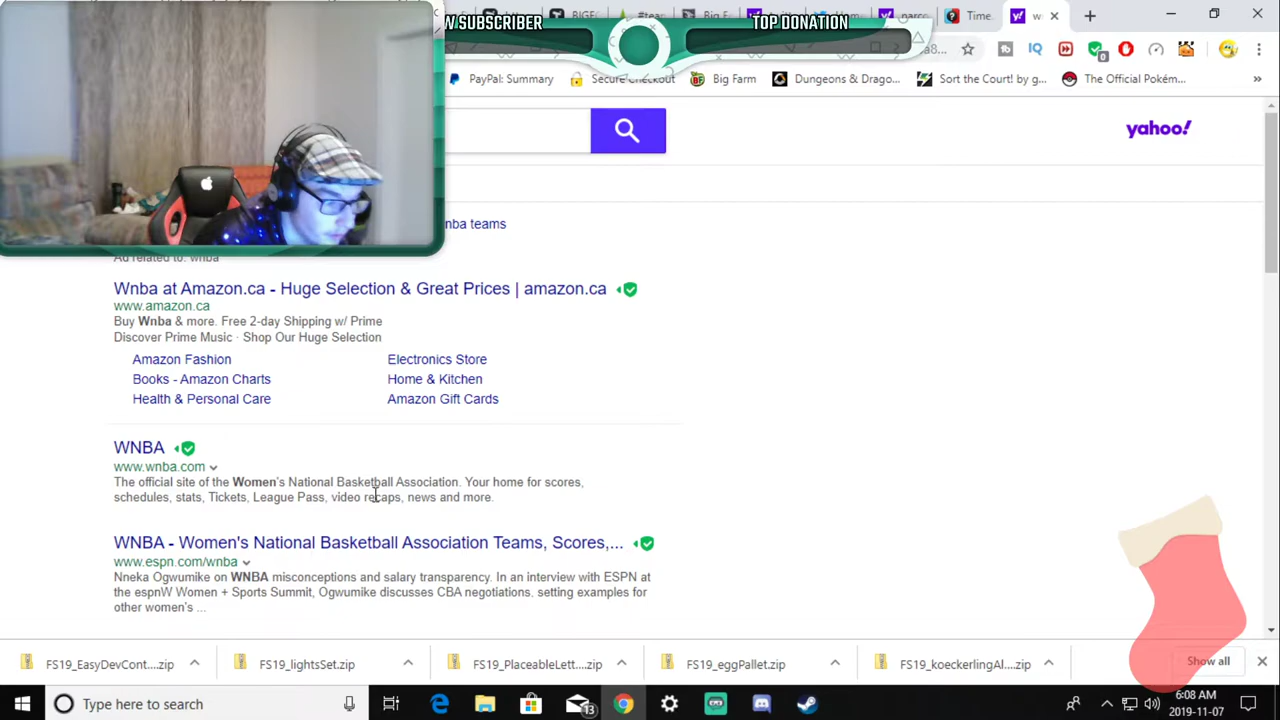 W SUBSCRIBER
TOP DONATION
BIGF
#tea
Big F
narc
Time
w
a8...
PayPal: Summary
Secure Checkout
Big Farm
Dungeons & Drago...
Sort the Court! by g...
The Official Pokém...
»
yahoo!
nba teams
Ad related to: wnba
Wnba at Amazon.ca - Huge Selection & Great Prices | amazon.ca
www.amazon.ca
Buy Wnba & more. Free 2-day Shipping w/ Prime
Discover Prime Music · Shop Our Huge Selection
Amazon Fashion
Electronics Store
Books - Amazon Charts
Home & Kitchen
Health & Personal Care
Amazon Gift Cards
WNBA
www.wnba.com
The official site of the Women's National Basketball Association. Your home for scores,
schedules, stats, Tickets, League Pass, video recaps, news and more.
WNBA - Women's National Basketball Association Teams, Scores,...
www.espn.com/wnba
Nneka Ogwumike on WNBA misconceptions and salary transparency. In an interview with ESPN at
the espnW Women + Sports Summit, Ogwumike discusses CBA negotiations, setting examples for
other women's ...
FS19_EasyDevCont....zip
FS19_lightsSet.zip
FS19_PlaceableLett....zip
FS19_eggPallet.zip
FS19_koeckerlingAl....zip
Show all
Type here to search
13
6:08 AM
2019-11-07